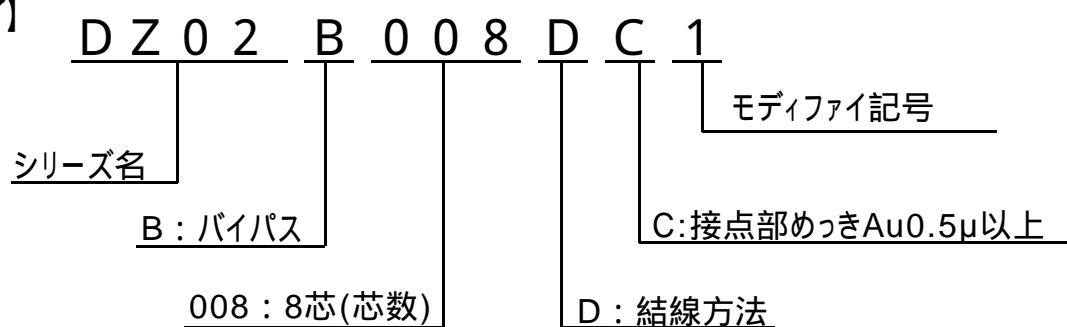 】
DZ02 B 008 D C 1
モディファイ記号
シリーズ名
B：バイパス
C:接点部めっきAu0.5μ以上
008：8芯(芯数)
D：結線方法